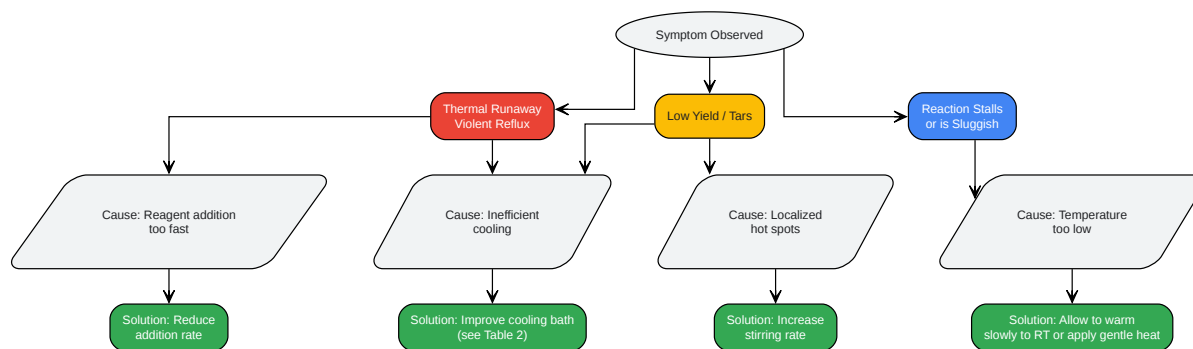 Symptom Observed
Thermal Runaway
Violent Reflux
Low Yield / Tars
Reaction Stalls
or is Sluggish
Cause: Reagent addition
too fast
Cause: Inefficient
cooling
Cause: Localized
hot spots
Cause: Temperature
too low
Solution: Reduce
addition rate
Solution: Improve cooling bath
(see Table 2)
Solution: Increase
stirring rate
Solution: Allow to warm
slowly to RT or apply gentle heat